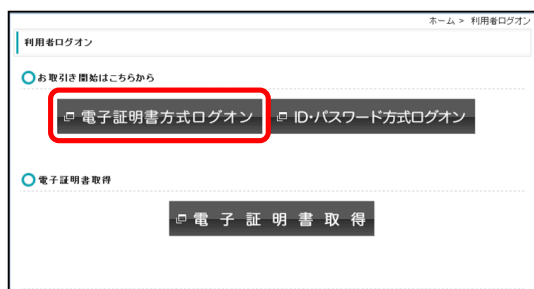 ホーム > 利用者ログオン
利用者ログオン
お取引き開始はこちらから
電子証明書方式ログオン ID・パスワード方式ログオン
電子証明書取得
電子証明書取得